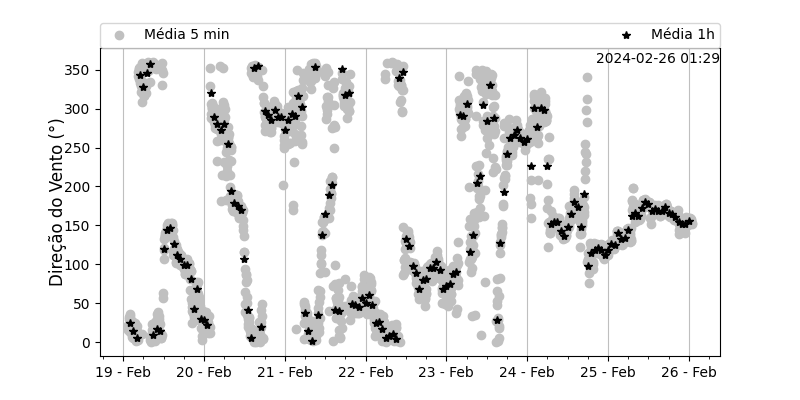 Média 5 min
Média 1h
2024-02-26 01:29
Direção do Vento (°)
350
300
250
200
150
100
50
0
19 - Feb
20 - Feb
21 - Feb
22 - Feb
23 - Feb
24 - Feb
25 - Feb
26 - Feb